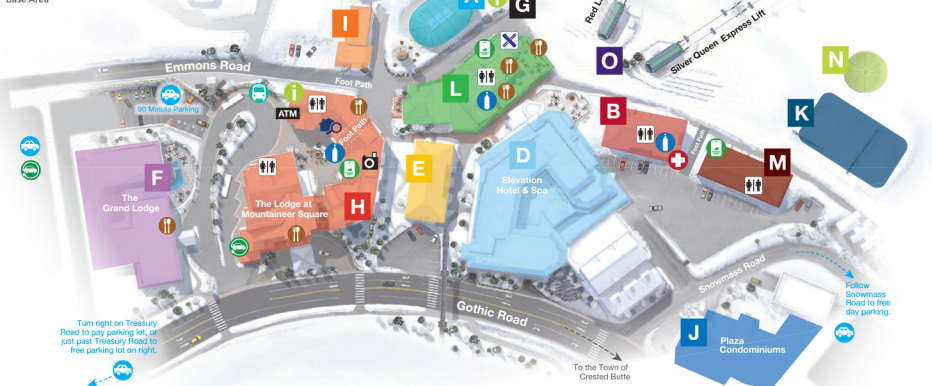 Base Area
A
i
G
I
Red L
Silver Queen Express Lift
O
N
Emmons Road
Foot Path
90 Minute Parking
i
ATM
Foot Path
L
B
Foot Path
K
M
F
The
Grand Lodge
The Lodge at
Mountaineer Square
H
E
D
Elevation
Hotel & Spa
Snowmass Road
Follow
Snowmass
Road to free
day parking.
Gothic Road
Turn right on Treasury
Road to pay parking lot, or
just past Treasury Road to
free parking lot on right.
To the Town of
Crested Butte
J
Plaza
Condominiums